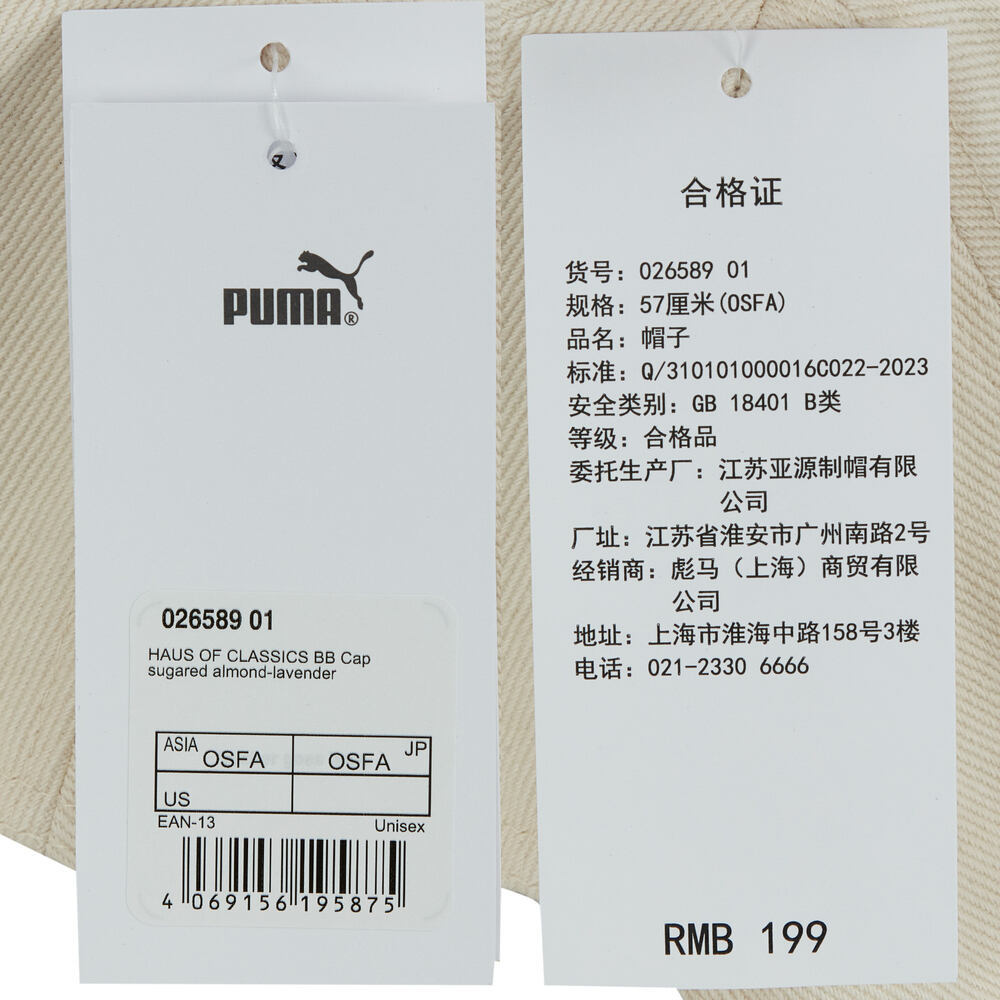 PUMA®
026589 01
HAUS OF CLASSICS BB Cap
sugared almond-lavender
ASIA OSFA OSFA JP
US
EAN-13 Unisex
4 069156 195875
合格证
货号: 026589 01
规格: 57厘米(OSFA)
品名: 帽子
标准: Q/310101000016C022-2023
安全类别: GB 18401 B类
等级: 合格品
委托生产厂: 江苏亚源制帽有限
公司
厂址: 江苏省淮安市广州南路2号
经销商: 彪马（上海）商贸有限
公司
地址: 上海市淮海中路158号3楼
电话: 021-2330 6666
RMB 199